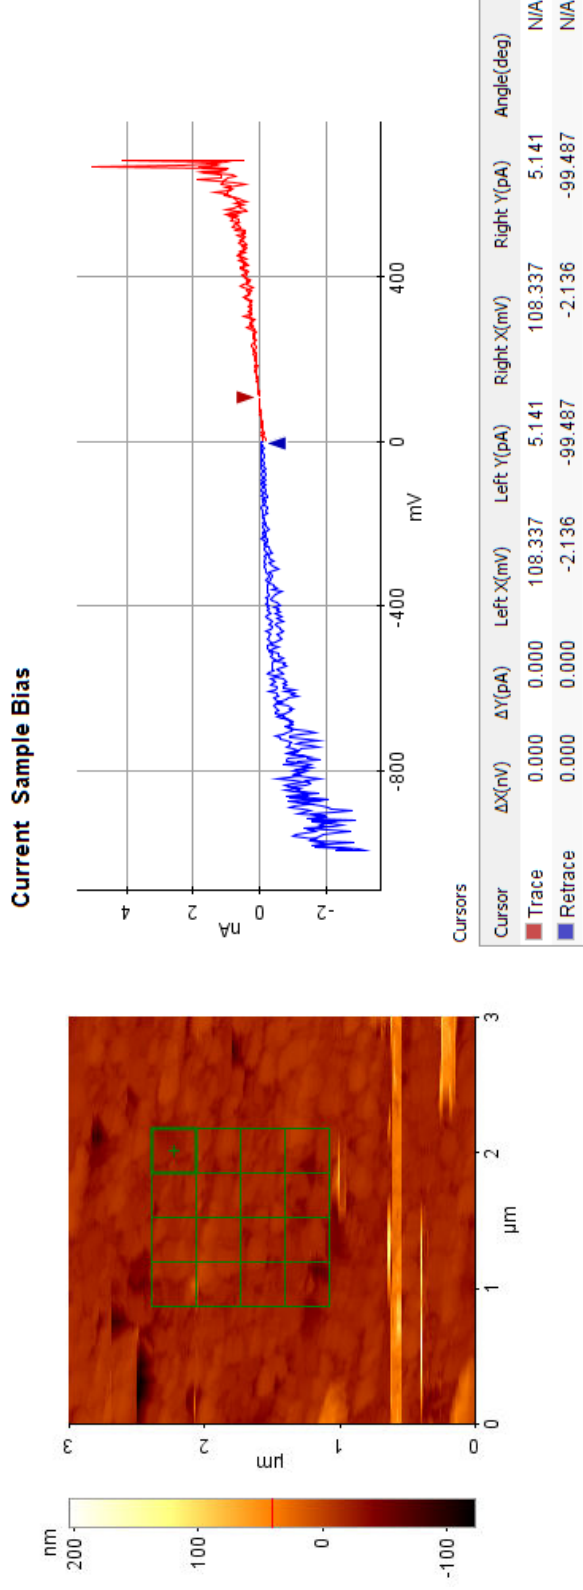 Current Sample Bias
nm
200
100
0
-100
3
2
1
0
µm
0
1
2
3
µm
4
2
0
-2
nA
-800
-400
0
400
mV
Cursors
Cursor ΔX(nV) ΔY(pA) Left X(mV) Left Y(pA) Right X(mV) Right Y(pA) Angle(deg)
Trace 0.000 0.000 108.337 5.141 108.337 5.141 N/A
Retrace 0.000 0.000 -2.136 -99.487 -2.136 -99.487 N/A